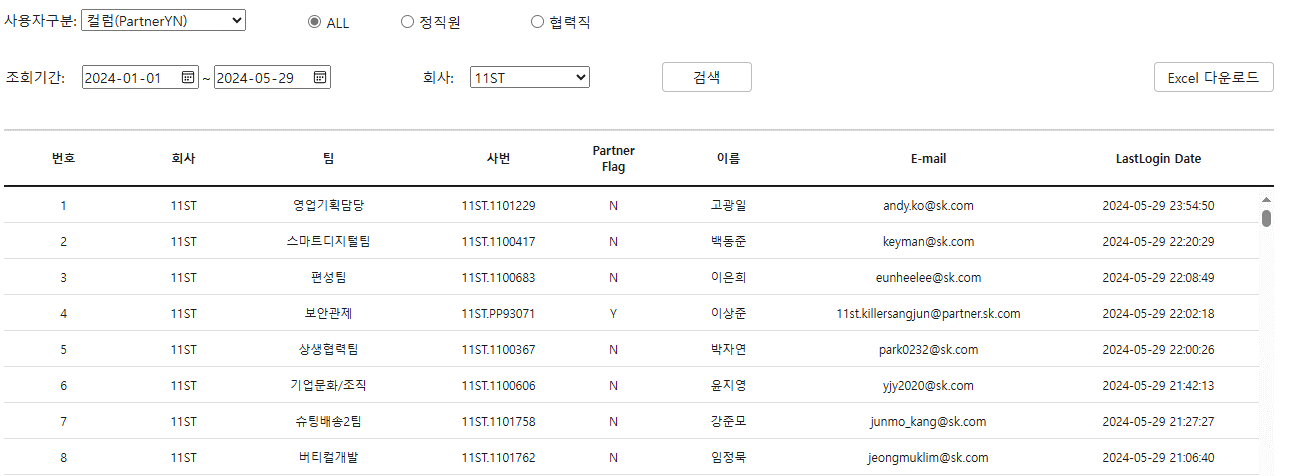 사용자구분: 컬럼(PartnerYN) ALL 정직원 협력직
조회기간: 2024-01-01 ~ 2024-05-29 회사: 11ST 검색 Excel 다운로드
번호 회사 팀 사번 Partner Flag 이름 E-mail LastLogin Date
1 11ST 영업기획담당 11ST.1101229 N 고광일 andy.ko@sk.com 2024-05-29 23:54:50
2 11ST 스마트디지털팀 11ST.1100417 N 백동준 keyman@sk.com 2024-05-29 22:20:29
3 11ST 편성팀 11ST.1100683 N 이은희 eunheelee@sk.com 2024-05-29 22:08:49
4 11ST 보안관제 11ST.PP93071 Y 이상준 11st.killersangjun@partner.sk.com 2024-05-29 22:02:18
5 11ST 상생협력팀 11ST.1100367 N 박자연 park0232@sk.com 2024-05-29 22:00:26
6 11ST 기업문화/조직 11ST.1100606 N 윤지영 yjy2020@sk.com 2024-05-29 21:42:13
7 11ST 슈팅배송2팀 11ST.1101758 N 강준모 junmo_kang@sk.com 2024-05-29 21:27:27
8 11ST 버티컬개발 11ST.1101762 N 임정묵 jeongmuklim@sk.com 2024-05-29 21:06:40